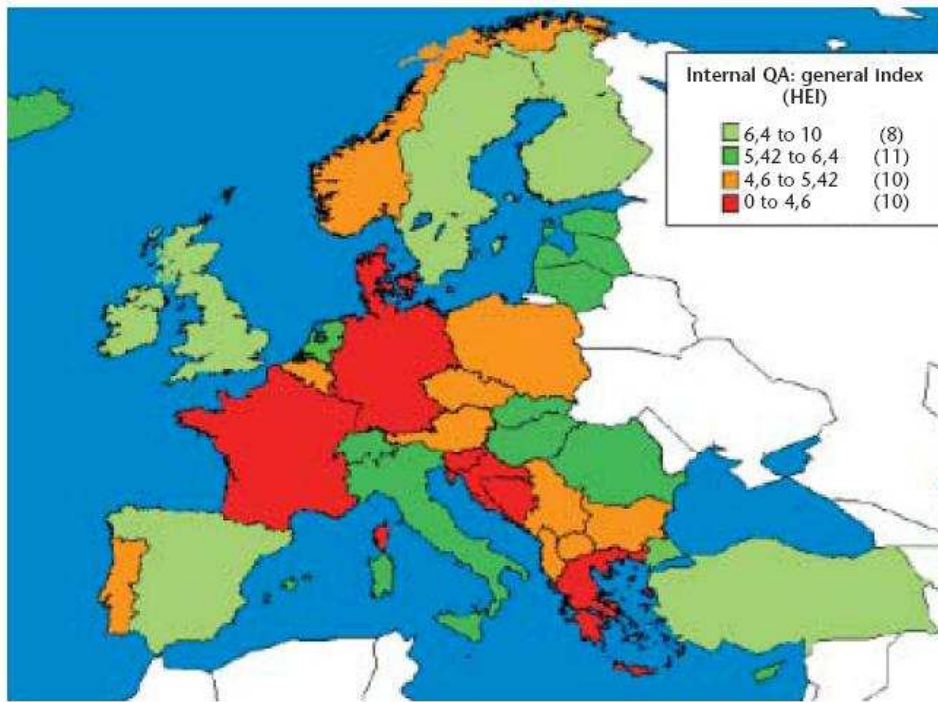 Internal QA: general index
(HEI)
6,4 to 10 (8)
5,42 to 6,4 (11)
4,6 to 5,42 (10)
0 to 4,6 (10)